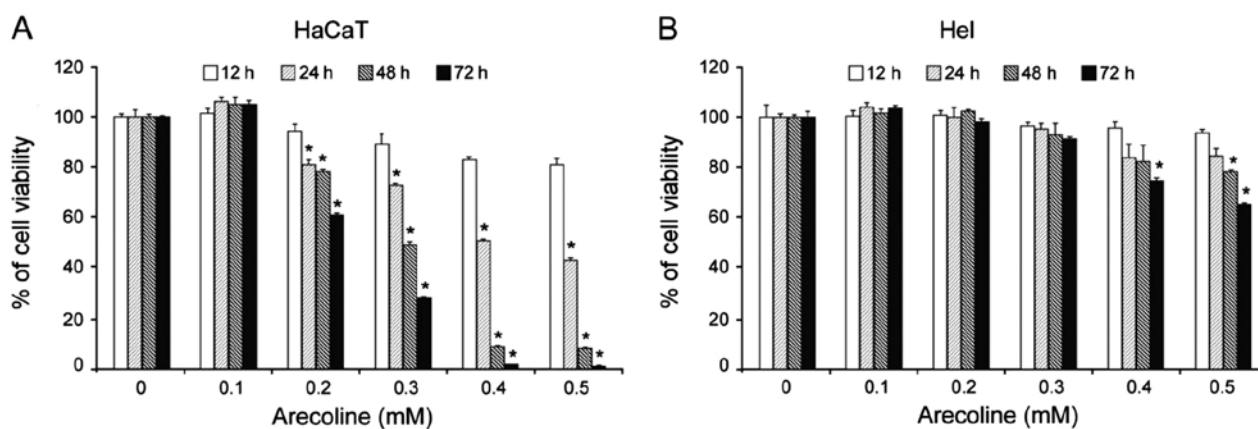 A
HaCaT
12 h 24 h 48 h 72 h
120
100
80
60
40
20
0
% of cell viability
* * *
* * *
* * *
* * *
0 0.1 0.2 0.3 0.4 0.5
Arecoline (mM)
B
Hel
12 h 24 h 48 h 72 h
120
100
80
60
40
20
0
% of cell viability
*
* *
0 0.1 0.2 0.3 0.4 0.5
Arecoline (mM)